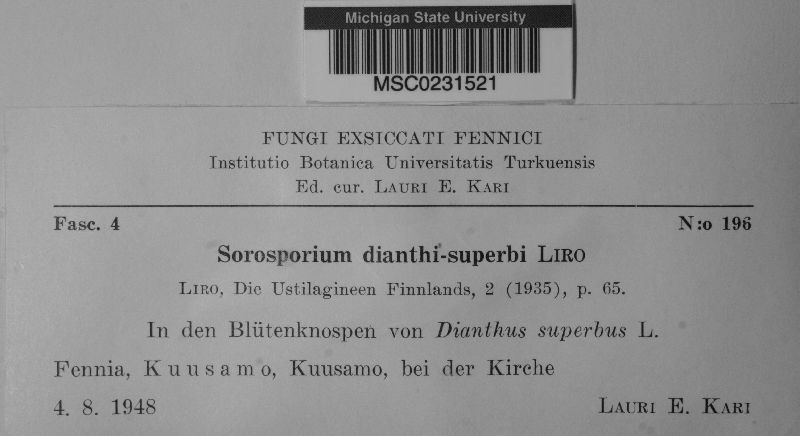 Michigan State University
MSC0231521
FUNGI EXSICCATI FENNICI
Institutio Botanica Universitatis Turkuensis
Ed. cur. LAURI E. KARI
Fasc. 4 N:o 196
Sorosporium dianthi-superbi LIRO
LIRO, Die Ustilagineen Finnlands, 2 (1935), p. 65.
In den Blütenknospen von Dianthus superbus L.
Fennia, Kuusamo, Kuusamo, bei der Kirche
4. 8. 1948 LAURI E. KARI